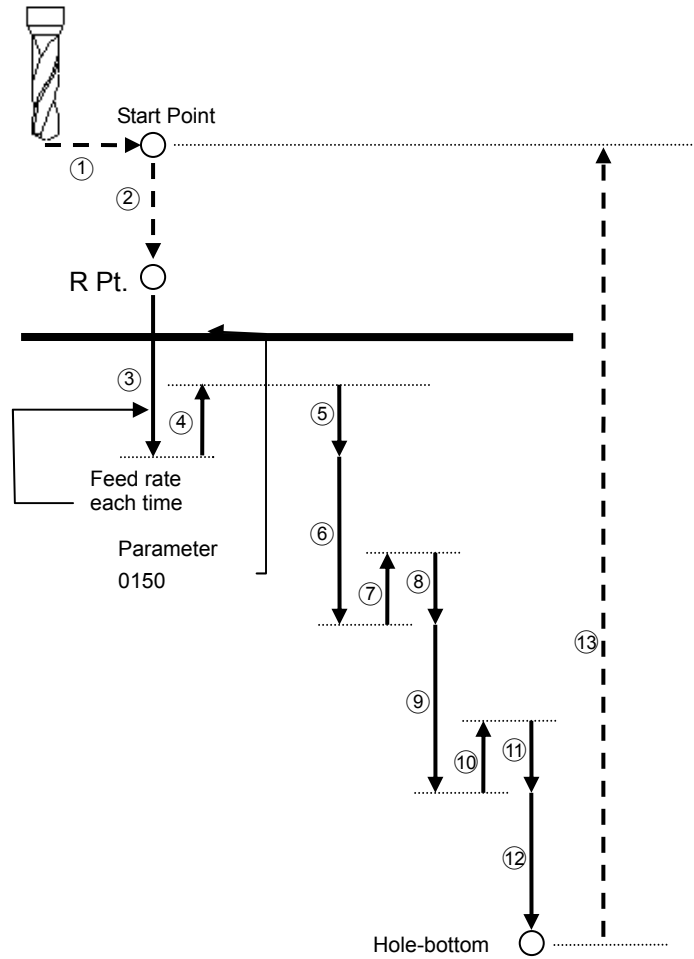 Start Point
①
②
R Pt.
③
④
⑤
Feed rate
each time
⑥
Parameter
0150
⑦
⑧
⑬
⑨
⑩
⑪
⑫
Hole-bottom